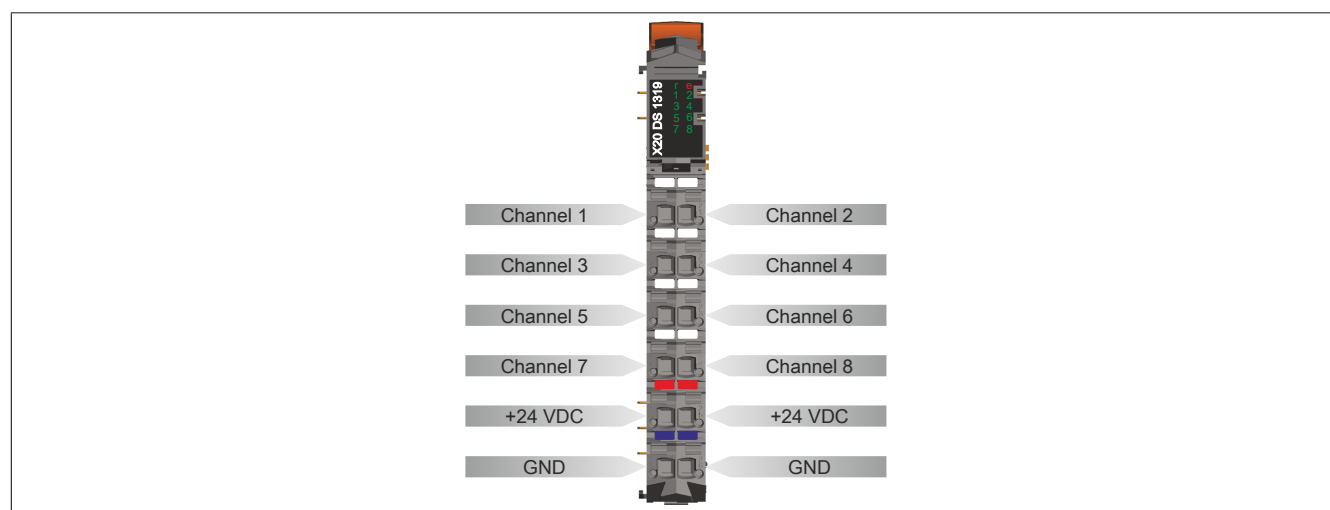 X20 DS 1319
r e
1 2
3 4
5 6
7 8
Channel 1
Channel 2
Channel 3
Channel 4
Channel 5
Channel 6
Channel 7
Channel 8
+24 VDC
+24 VDC
GND
GND